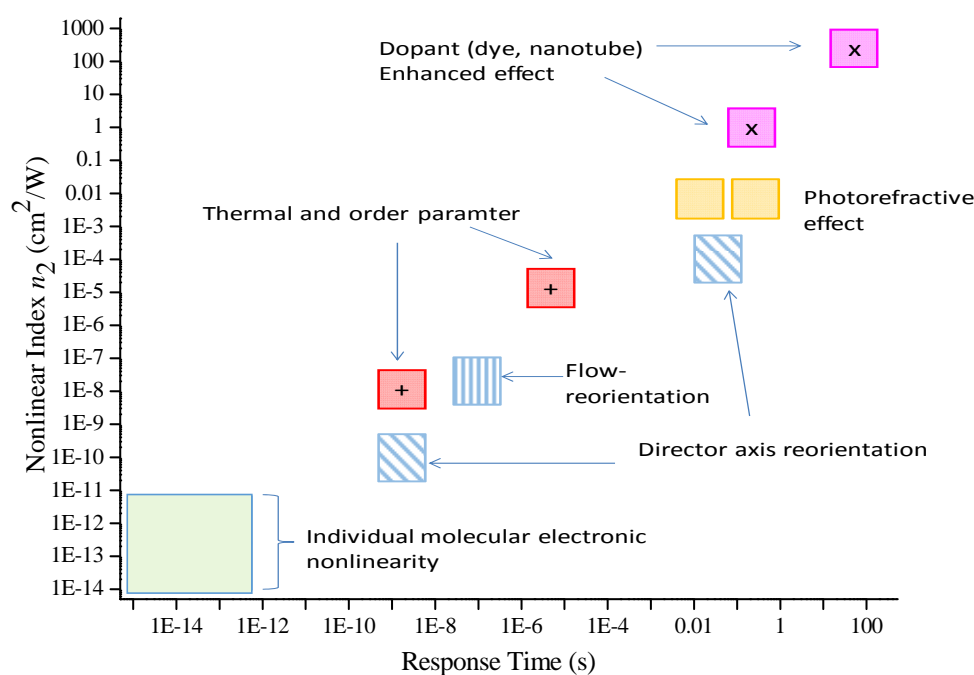 1000
100
10
1
0.1
0.01
1E-3
1E-4
1E-5
1E-6
1E-7
1E-8
1E-9
1E-10
1E-11
1E-12
1E-13
1E-14
Nonlinear Index n2 (cm2/W)
Dopant (dye, nanotube)
Enhanced effect
x
x
Photorefractive
effect
Thermal and order paramter
+
+
Flow-
reorientation
Director axis reorientation
Individual molecular electronic
nonlinearity
1E-14 1E-12 1E-10 1E-8 1E-6 1E-4 0.01 1 100
Response Time (s)